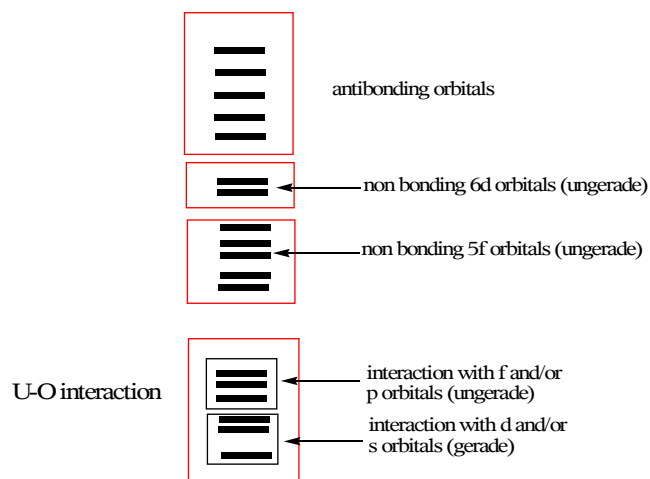 antibonding orbitals
non bonding 6d orbitals (ungerade)
non bonding 5f orbitals (ungerade)
U-O interaction
interaction with f and/or
p orbitals (ungerade)
interaction with d and/or
s orbitals (gerade)